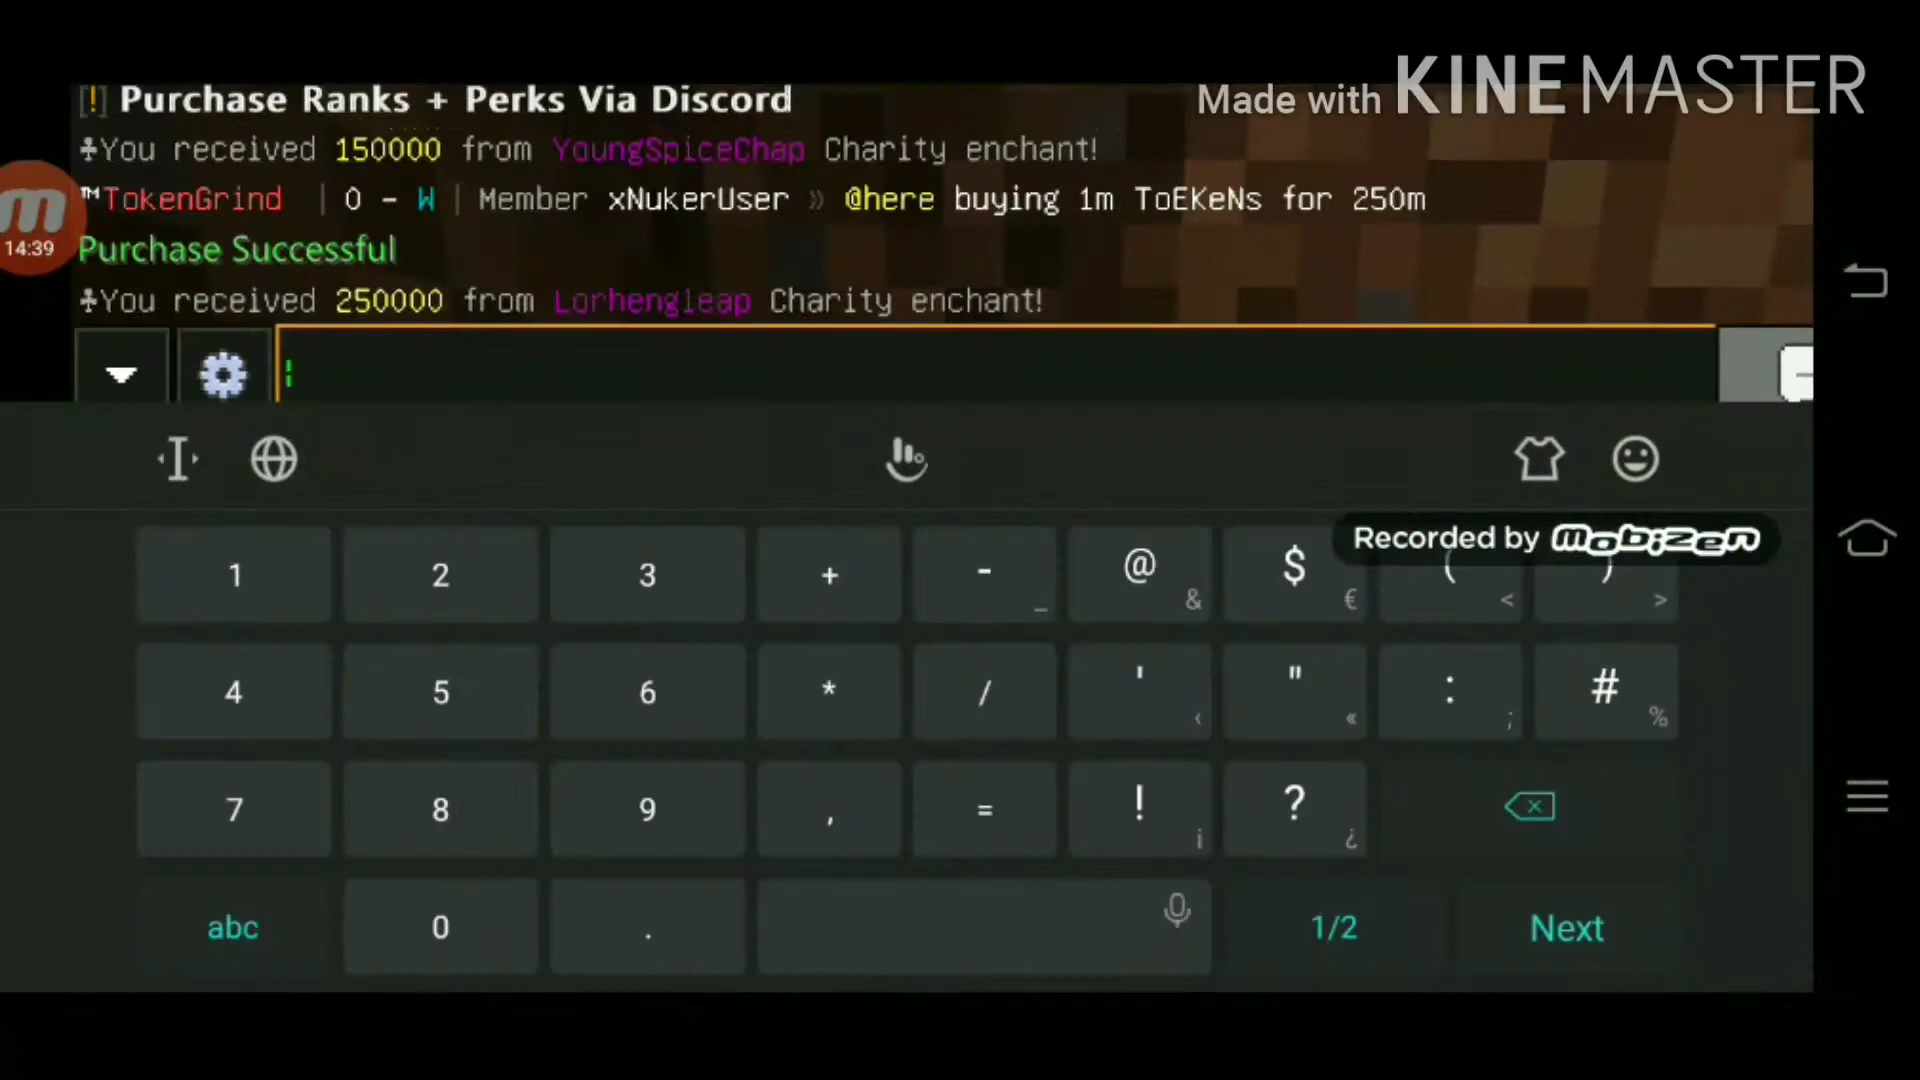 [!] Purchase Ranks + Perks Via Discord
Made with KINEMASTER
You received 150000 from YoungSpiceChap Charity enchant!
™TokenGrind | O - W | Member xNukerUser » @here buying 1m ToEKeNs for 250m
14:39
Purchase Successful
You received 250000 from Lorhengleap Charity enchant!
Recorded by mobizen
1 2 3 + - _ @ & $ € ( < ) >
4 5 6 * / ' ‹ " « : ; # %
7 8 9 , = ! ¡ ? ¿
abc 0 . 1/2 Next